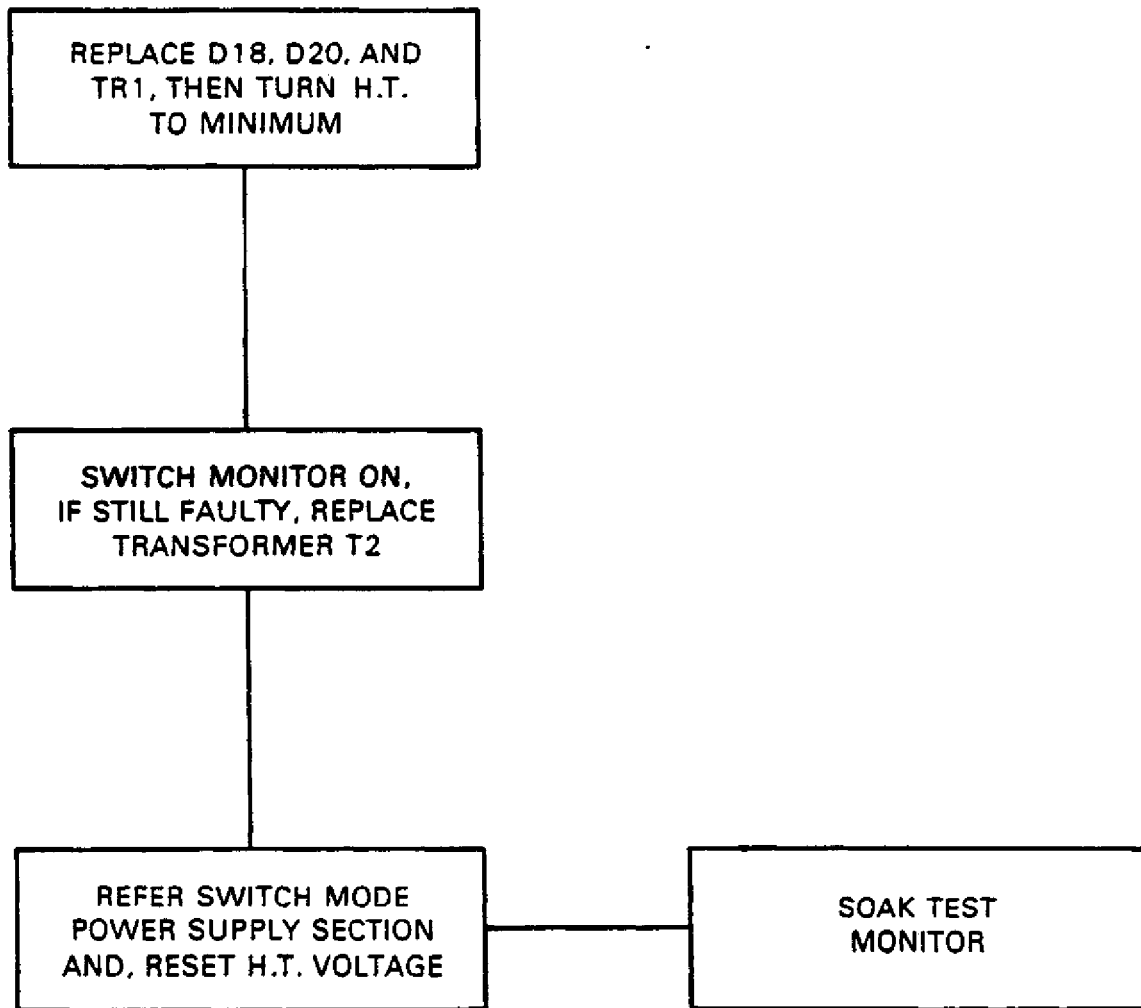 REPLACE D18, D20, AND
TR1, THEN TURN H.T.
TO MINIMUM
SWITCH MONITOR ON,
IF STILL FAULTY, REPLACE
TRANSFORMER T2
REFER SWITCH MODE
POWER SUPPLY SECTION
AND, RESET H.T. VOLTAGE
SOAK TEST
MONITOR